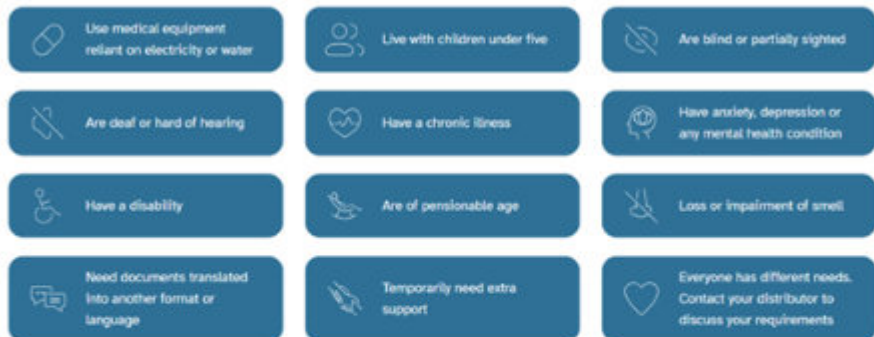 Use medical equipment
reliant on electricity or water
Live with children under five
Are blind or partially sighted
Are deaf or hard of hearing
Have a chronic illness
Have anxiety, depression or
any mental health condition
Have a disability
Are of pensionable age
Loss or impairment of smell
Need documents translated
into another format or
language
Temporarily need extra
support
Everyone has different needs.
Contact your distributor to
discuss your requirements